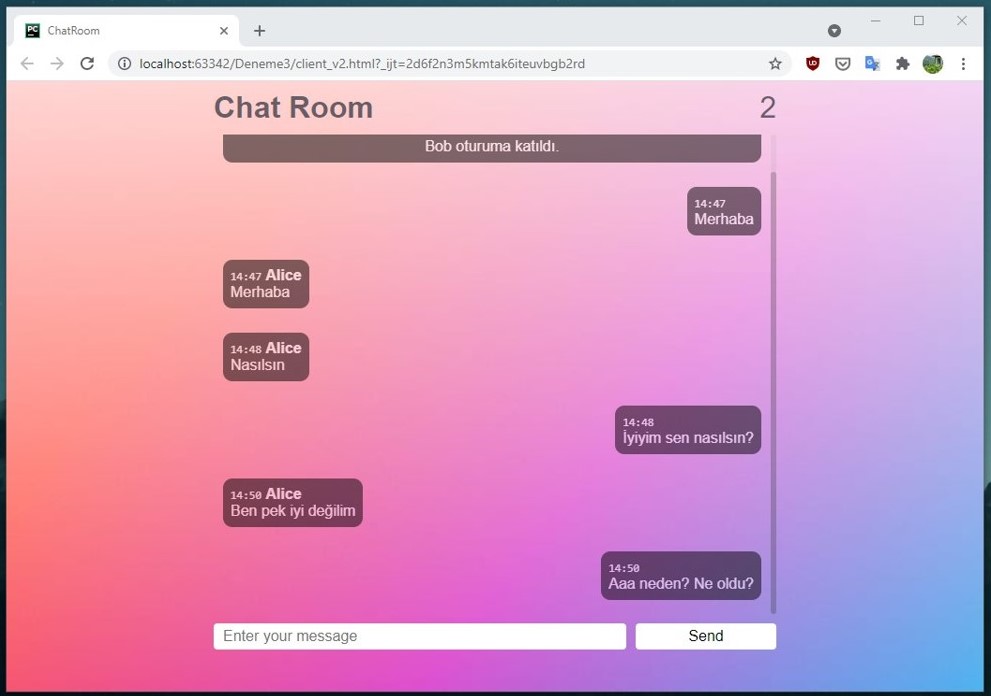 PC
ChatRoom
localhost:63342/Deneme3/client_v2.html?_ijt=2d6f2n3m5kmtak6iteuvbgb2rd
Chat Room 2
Bob oturuma katıldı.
14:47
Merhaba
14:47 Alice
Merhaba
14:48 Alice
Nasılsın
14:48
İyiyim sen nasılsın?
14:50 Alice
Ben pek iyi değilim
14:50
Aaa neden? Ne oldu?
Enter your message
Send